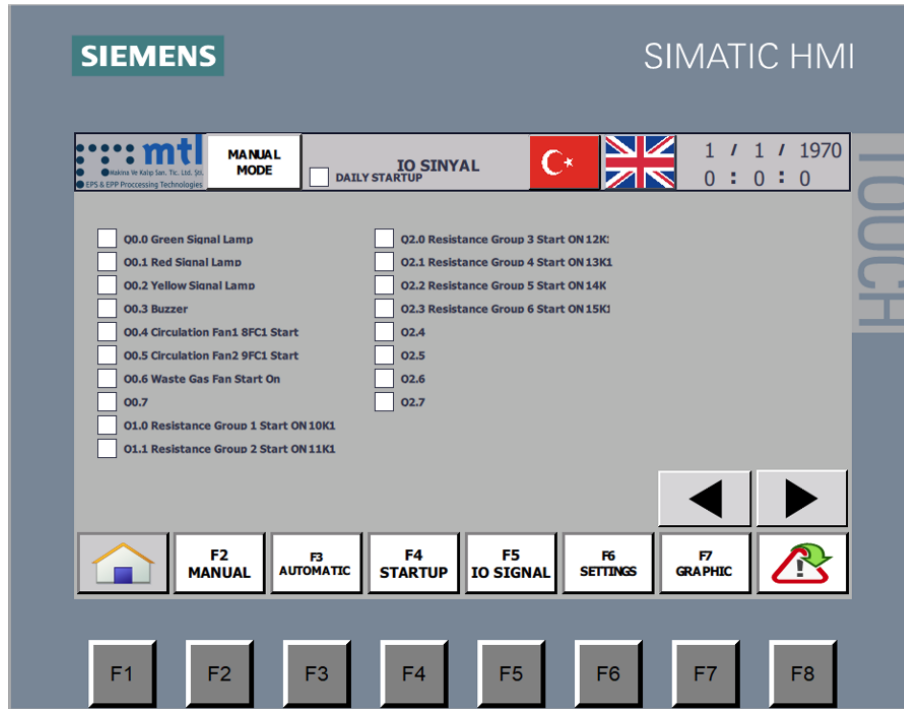 SIEMENS
SIMATIC HMI
TOUCH
mtl
Makina Ve Kalıp San. Tic. Ltd. Şti.
EPS & EPP Proccessing Technologies
MANUAL
MODE
DAILY STARTUP
IO SINYAL
1 / 1 / 1970
0 : 0 : 0
Q0.0 Green Signal Lamp
Q0.1 Red Signal Lamp
Q0.2 Yellow Signal Lamp
Q0.3 Buzzer
Q0.4 Circulation Fan1 8FC1 Start
Q0.5 Circulation Fan2 9FC1 Start
Q0.6 Waste Gas Fan Start On
Q0.7
Q1.0 Resistance Group 1 Start ON 10K1
Q1.1 Resistance Group 2 Start ON 11K1
Q2.0 Resistance Group 3 Start ON 12K
Q2.1 Resistance Group 4 Start ON 13K1
Q2.2 Resistance Group 5 Start ON 14K
Q2.3 Resistance Group 6 Start ON 15K1
Q2.4
Q2.5
Q2.6
Q2.7
F2
MANUAL
F3
AUTOMATIC
F4
STARTUP
F5
IO SIGNAL
F6
SETTINGS
F7
GRAPHIC
F1
F2
F3
F4
F5
F6
F7
F8